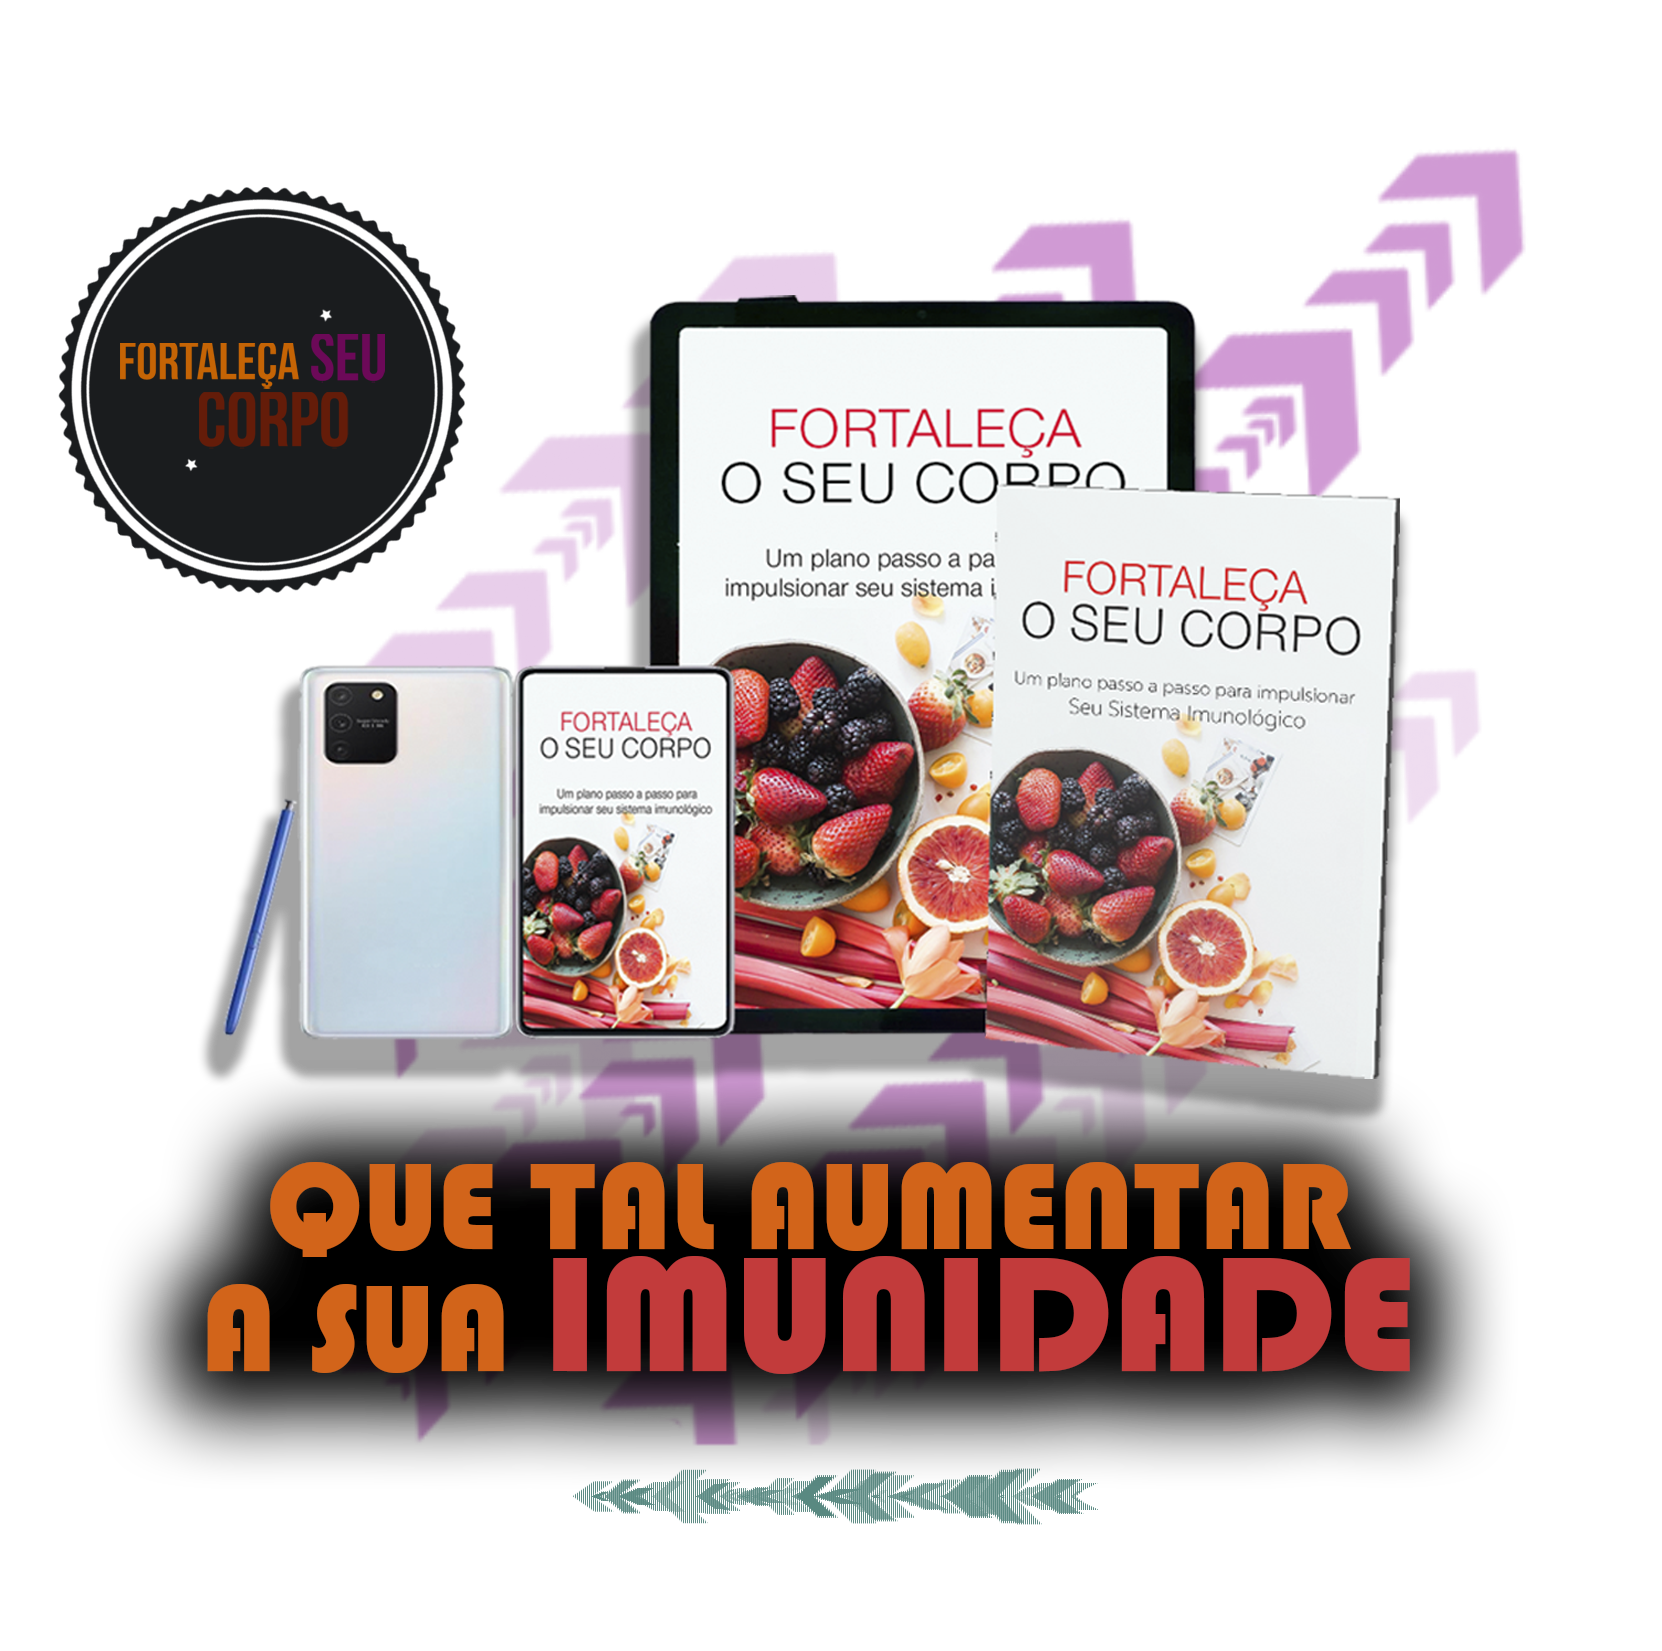 FORTALEÇA SEU
CORPO
FORTALEÇA
O SEU CORPO
Um plano passo a pa
impulsionar seu sistema i
FORTALEÇA
O SEU CORPO
Um plano passo a passo para impulsionar
Seu Sistema Imunológico
FORTALEÇA
O SEU CORPO
Um plano passo a passo para
impulsionar seu sistema imunológico
QUE TAL AUMENTAR
A SUA IMUNIDADE